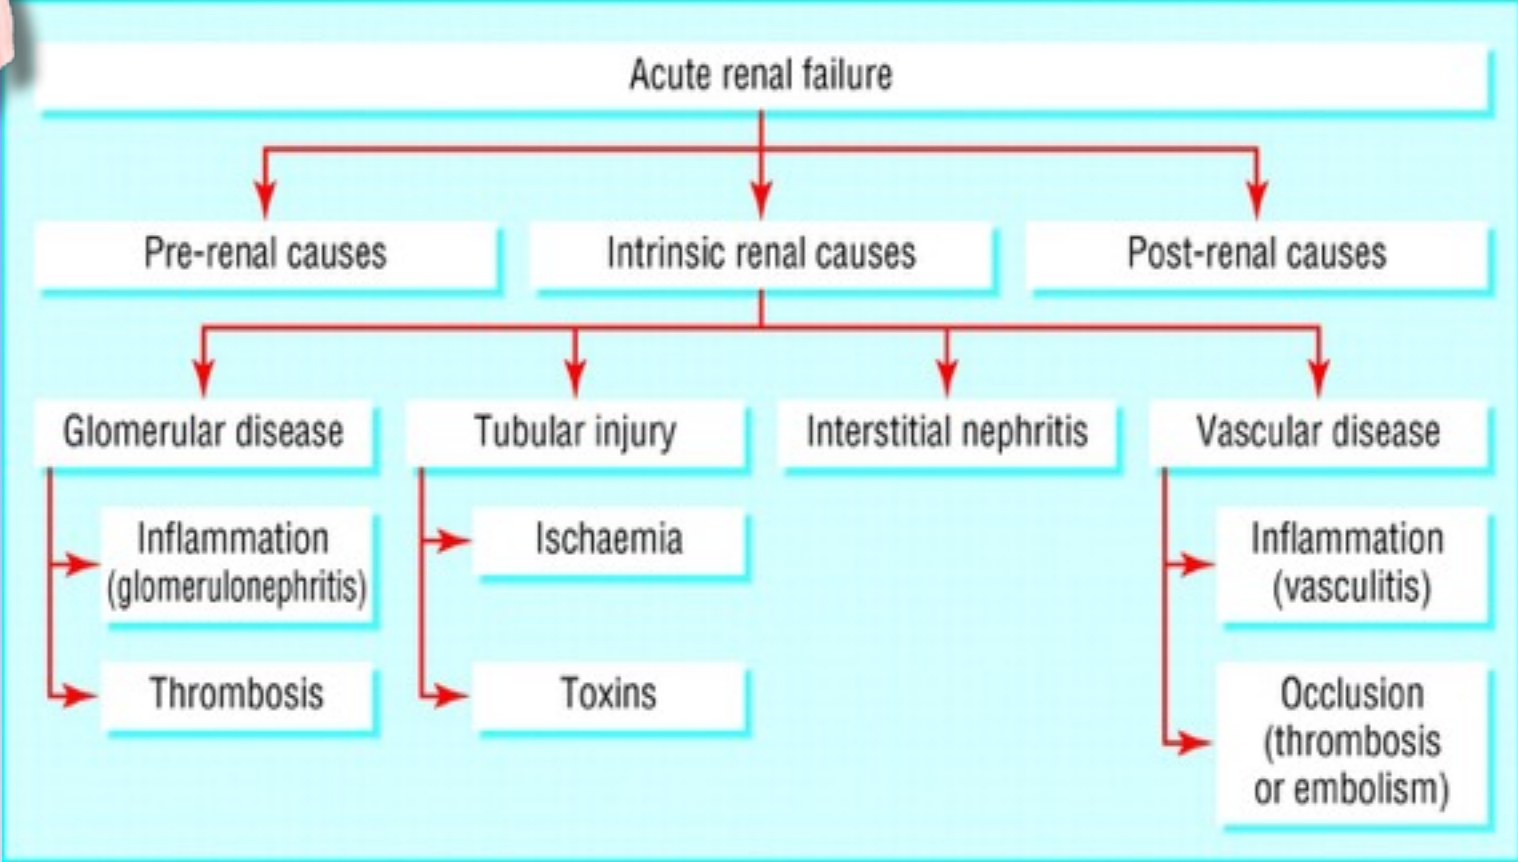 Acute renal failure
Pre-renal causes
Intrinsic renal causes
Post-renal causes
Glomerular disease
Tubular injury
Interstitial nephritis
Vascular disease
Inflammation
(glomerulonephritis)
Thrombosis
Ischaemia
Toxins
Inflammation
(vasculitis)
Occlusion
(thrombosis
or embolism)